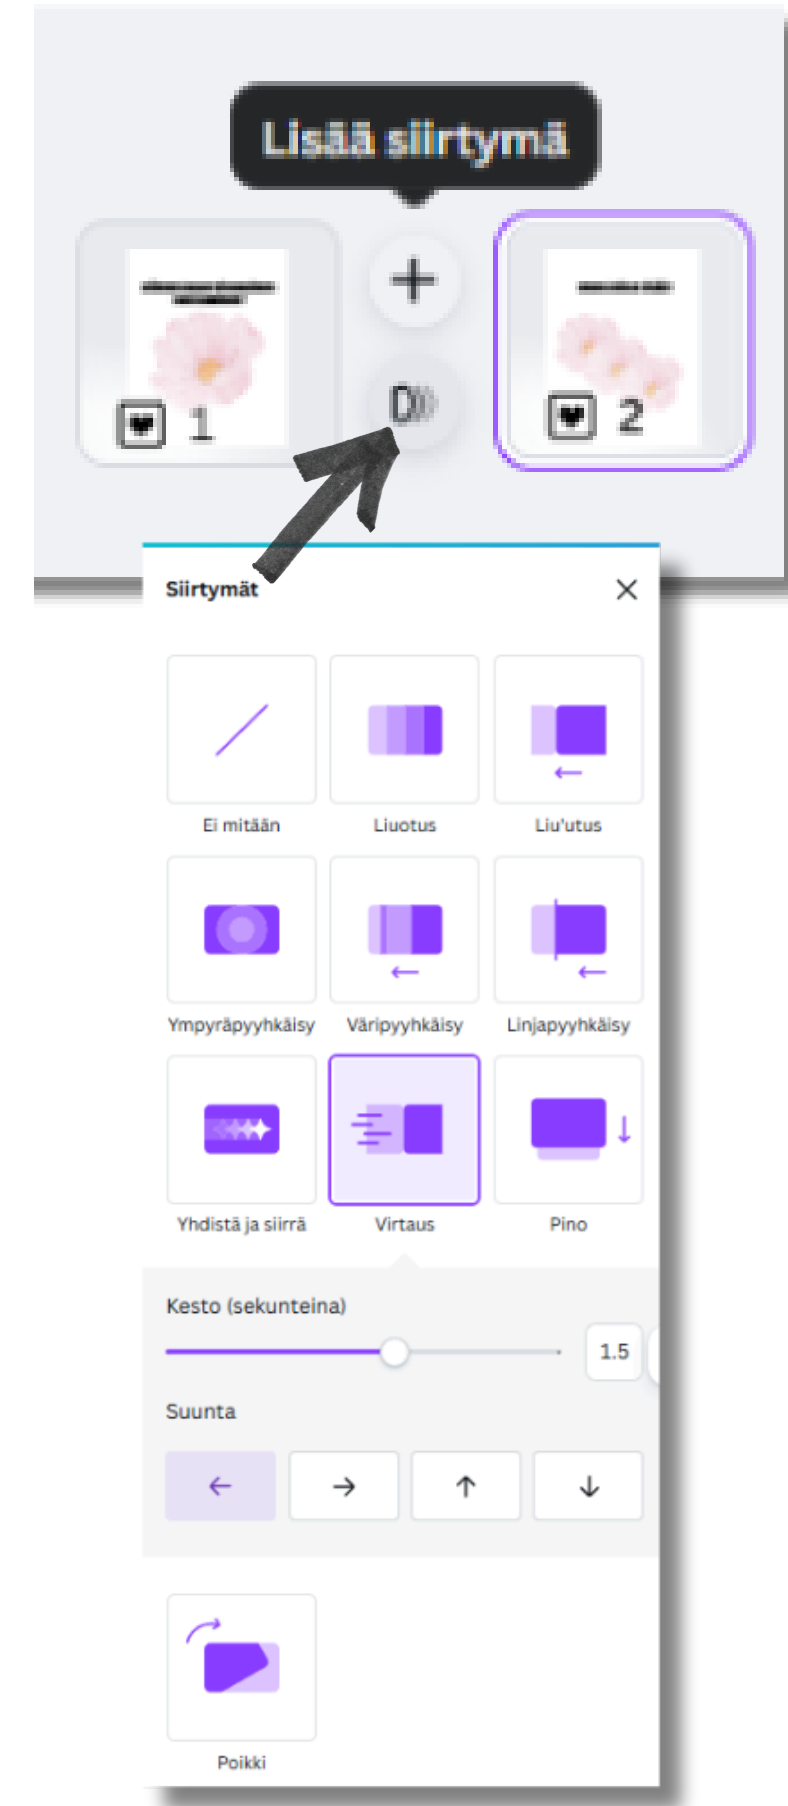 Lisää siirtymä
1
2
Siirtymät
Ei mitään
Liuotus
Liu'utus
Ympyräpyyhkäisy
Väripyyhkäisy
Linjapyyhkäisy
Yhdistä ja siirrä
Virtaus
Pino
Kesto (sekunteina)
1.5
Suunta
Poikki